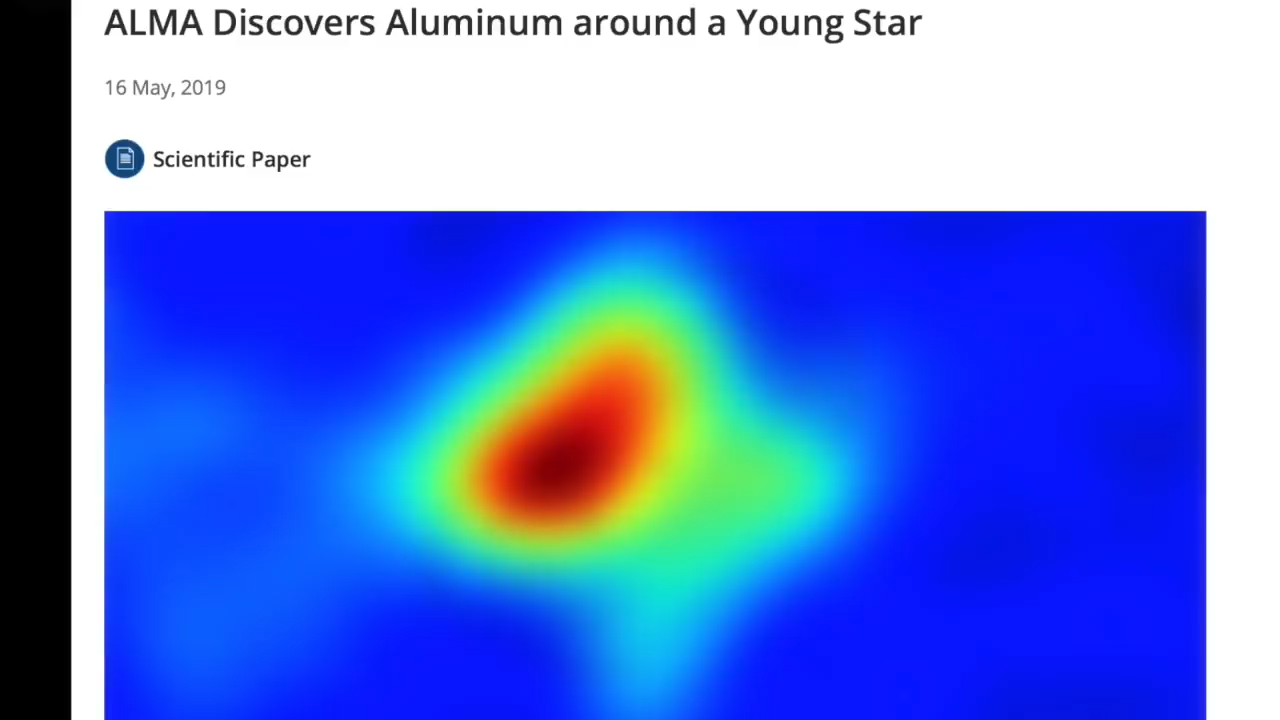 ALMA Discovers Aluminum around a Young Star
16 May, 2019
Scientific Paper